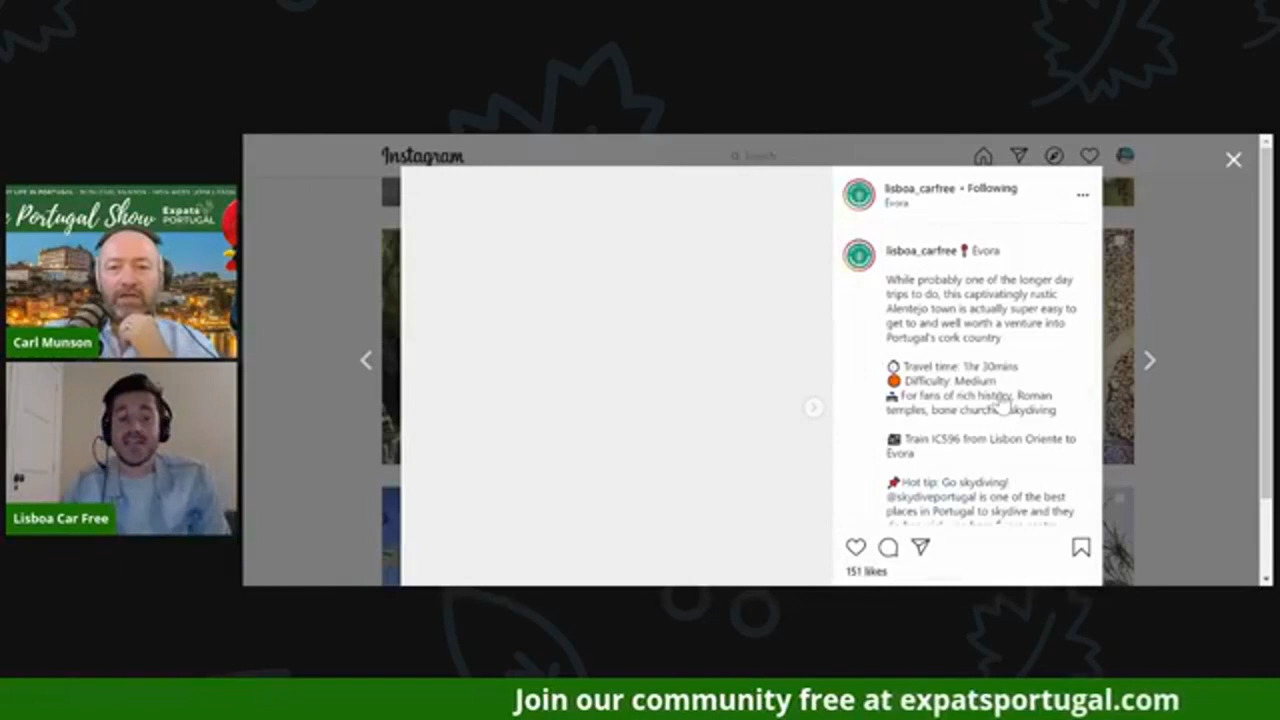 Portugal Show
Expats
PORTUGAL
Carl Munson
Lisboa Car Free
Instagram
Search
lisboa_carfree • Following
Évora
lisboa_carfree 📍 Évora
While probably one of the longer day
trips to do, this captivatingly rustic
Alentejo town is actually super easy to
get to and well worth a venture into
Portugal's cork country
Travel time: 1hr 30mins
Difficulty: Medium
For fans of rich history, Roman
temples, bone churches, skydiving
Train IC596 from Lisbon Oriente to
Évora
📌Hot tip: Go skydiving!
@skydiveportugal is one of the best
places in Portugal to skydive and they
151 likes
Join our community free at expatsportugal.com